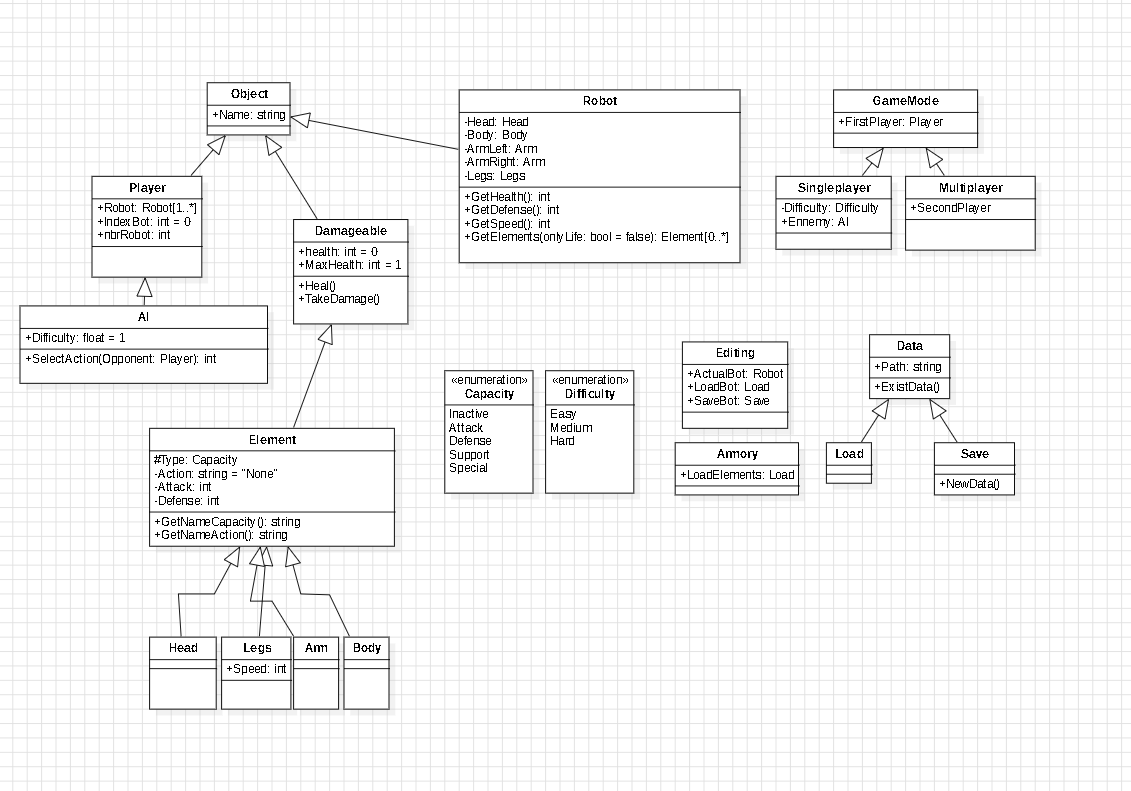 Object
+Name: string
Robot
-Head: Head
-Body: Body
-ArmLeft: Arm
-ArmRight: Arm
-Legs: Legs
+GetHealth(): int
+GetDefense(): int
+GetSpeed(): int
+GetElements(onlyLife: bool = false): Element[0..*]
GameMode
+FirstPlayer: Player
Player
+Robot: Robot[1..*]
+IndexBot: int = 0
+nbrRobot: int
Singleplayer
-Difficulty: Difficulty
+Ennemy: AI
Multiplayer
+SecondPlayer
Damageable
+health: int = 0
+MaxHealth: int = 1
+Heal()
+TakeDamage()
AI
+Difficulty: float = 1
+SelectAction(Opponent: Player): int
Editing
+ActualBot: Robot
+LoadBot: Load
+SaveBot: Save
Data
+Path: string
+ExistData()
«enumeration»
Capacity
Inactive
Attack
Defense
Support
Special
«enumeration»
Difficulty
Easy
Medium
Hard
Element
#Type: Capacity
-Action: string = "None"
-Attack: int
-Defense: int
+GetNameCapacity(): string
+GetNameAction(): string
Armory
+LoadElements: Load
Load
Save
+NewData()
Head
Legs
+Speed: int
Arm
Body